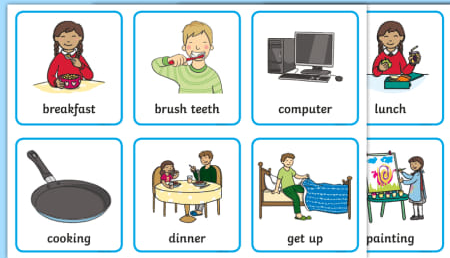 breakfast
brush teeth
computer
lunch
cooking
dinner
get up
painting